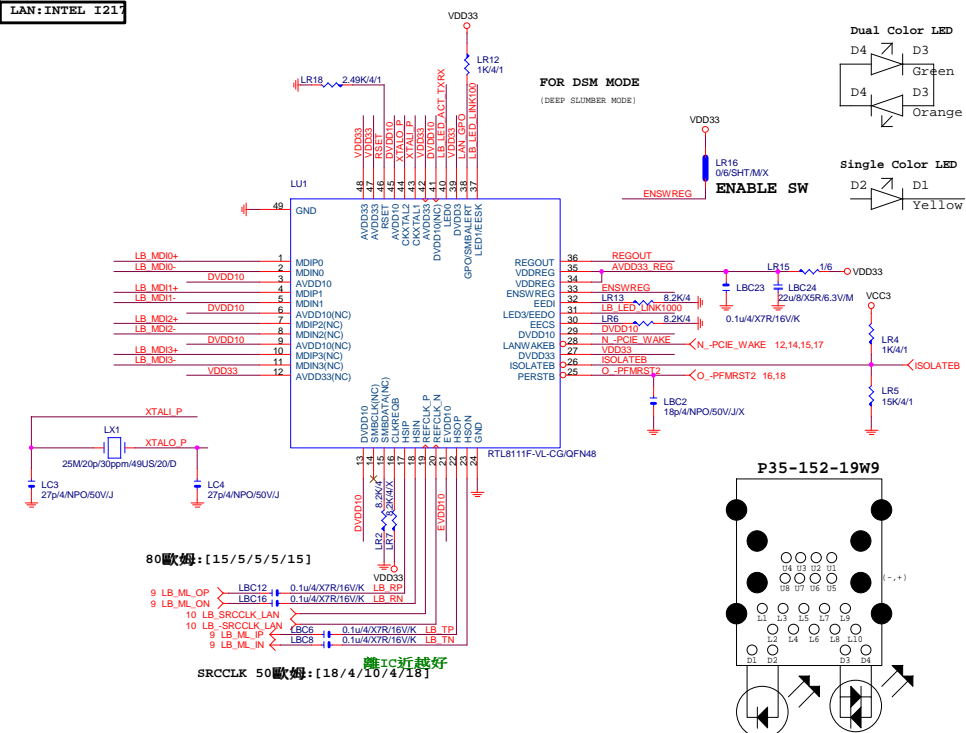 LAN:INTEL I217
VDD33
LR12
1K/4/1
LR18 2.49K/4/1
FOR DSM MODE
(DEEP SLUMBER MODE)
Dual Color LED
D4 D3
Green
D4 D3
Orange
Single Color LED
D2 D1
Yellow
VDD33
LR16
0/6/SHT/M/X
ENABLE SW
ENSWREG
VDD33
VDD33
RSET
DVDD10
XTALO_P
XTALI_P
VDD33
DVDD10
LB_LED_ACT_TXRX
VDD33
LAN_GPO
LB_LED_LINK100
48 47 46 45 44 43 42 41 40 39 38 37
LU1
AVDD33
AVDD33
RSET
AVDD10
CKXTAL2
CKXTAL1
AVDD33
DVDD10(NC)
LED0
DVDD3
GPO/SMBALERT
LED1/EESK
49 GND
LB_MDI0+ 1 MDIP0
LB_MDI0- 2 MDIN0
DVDD10 3 AVDD10
LB_MDI1+ 4 MDIP1
LB_MDI1- 5 MDIN1
DVDD10 6 AVDD10(NC)
LB_MDI2+ 7 MDIP2(NC)
LB_MDI2- 8 MDIN2(NC)
DVDD10 9 AVDD10(NC)
LB_MDI3+ 10 MDIP3(NC)
LB_MDI3- 11 MDIN3(NC)
VDD33 12 AVDD33(NC)
REGOUT 36 REGOUT
VDDREG 35 AVDD33_REG
VDDREG 34
ENSWREG 33 ENSWREG
EEDI 32 LR13 8.2K/4
LED3/EEDO 31 LB_LED_LINK1000
EECS 30 LR6 8.2K/4
DVDD10 29 DVDD10
LANWAKEB 28 N_-PCIE_WAKE N_-PCIE_WAKE 12,14,15,17
DVDD33 27 VDD33
ISOLATEB 26 ISOLATEB
PERSTB 25 O_-PFMRST2 O_-PFMRST2 16,18
LR15 1/6 VDD33
LBC23
0.1u/4/X7R/16V/K
LBC24
22u/8/X5R/6.3V/M
VCC3
LR4
1K/4/1
ISOLATEB
LR5
15K/4/1
LBC2
18p/4/NPO/50V/J/X
DVDD10
SMBCLK(NC)
SMBDATA(NC)
CLKREQB
HSIP
HSIN
REFCLK_P
REFCLK_N
EVDD10
HSOP
HSON
GND
RTL8111F-VL-CG/QFN48
13 14 15 16 17 18 19 20 21 22 23 24
DVDD10
LR2 8.2K/4
LR7 8.2K/4/X
EVDD10
VDD33
XTALI_P
LX1
XTALO_P
25M/20p/30ppm/49US/20/D
LC3
27p/4/NPO/50V/J
LC4
27p/4/NPO/50V/J
80歐姆:[15/5/5/5/15]
9 LB_ML_OP LBC12 0.1u/4/X7R/16V/K LB_RP
9 LB_ML_ON LBC16 0.1u/4/X7R/16V/K LB_RN
10 LB_SRCCLK_LAN
10 LB_-SRCCLK_LAN
9 LB_ML_IP LBC6 0.1u/4/X7R/16V/K LB_TP
9 LB_ML_IN LBC8 0.1u/4/X7R/16V/K LB_TN
離IC近越好
SRCCLK 50歐姆:[18/4/10/4/18]
P35-152-19W9
U4 U3 U2 U1
U8 U7 U6 U5
(-,+)
L1 L3 L5 L7 L9
L2 L4 L6 L8 L10
D1 D2 D3 D4